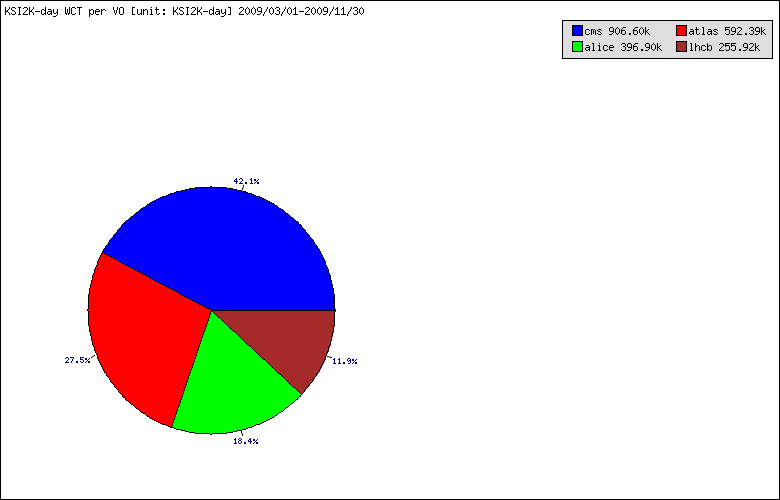 KSI2K-day WCT per VO [unit: KSI2K-day] 2009/03/01-2009/11/30
cms 906.60k atlas 592.39k
alice 396.90k lhcb 255.92k
42.1%
27.5%
11.9%
18.4%